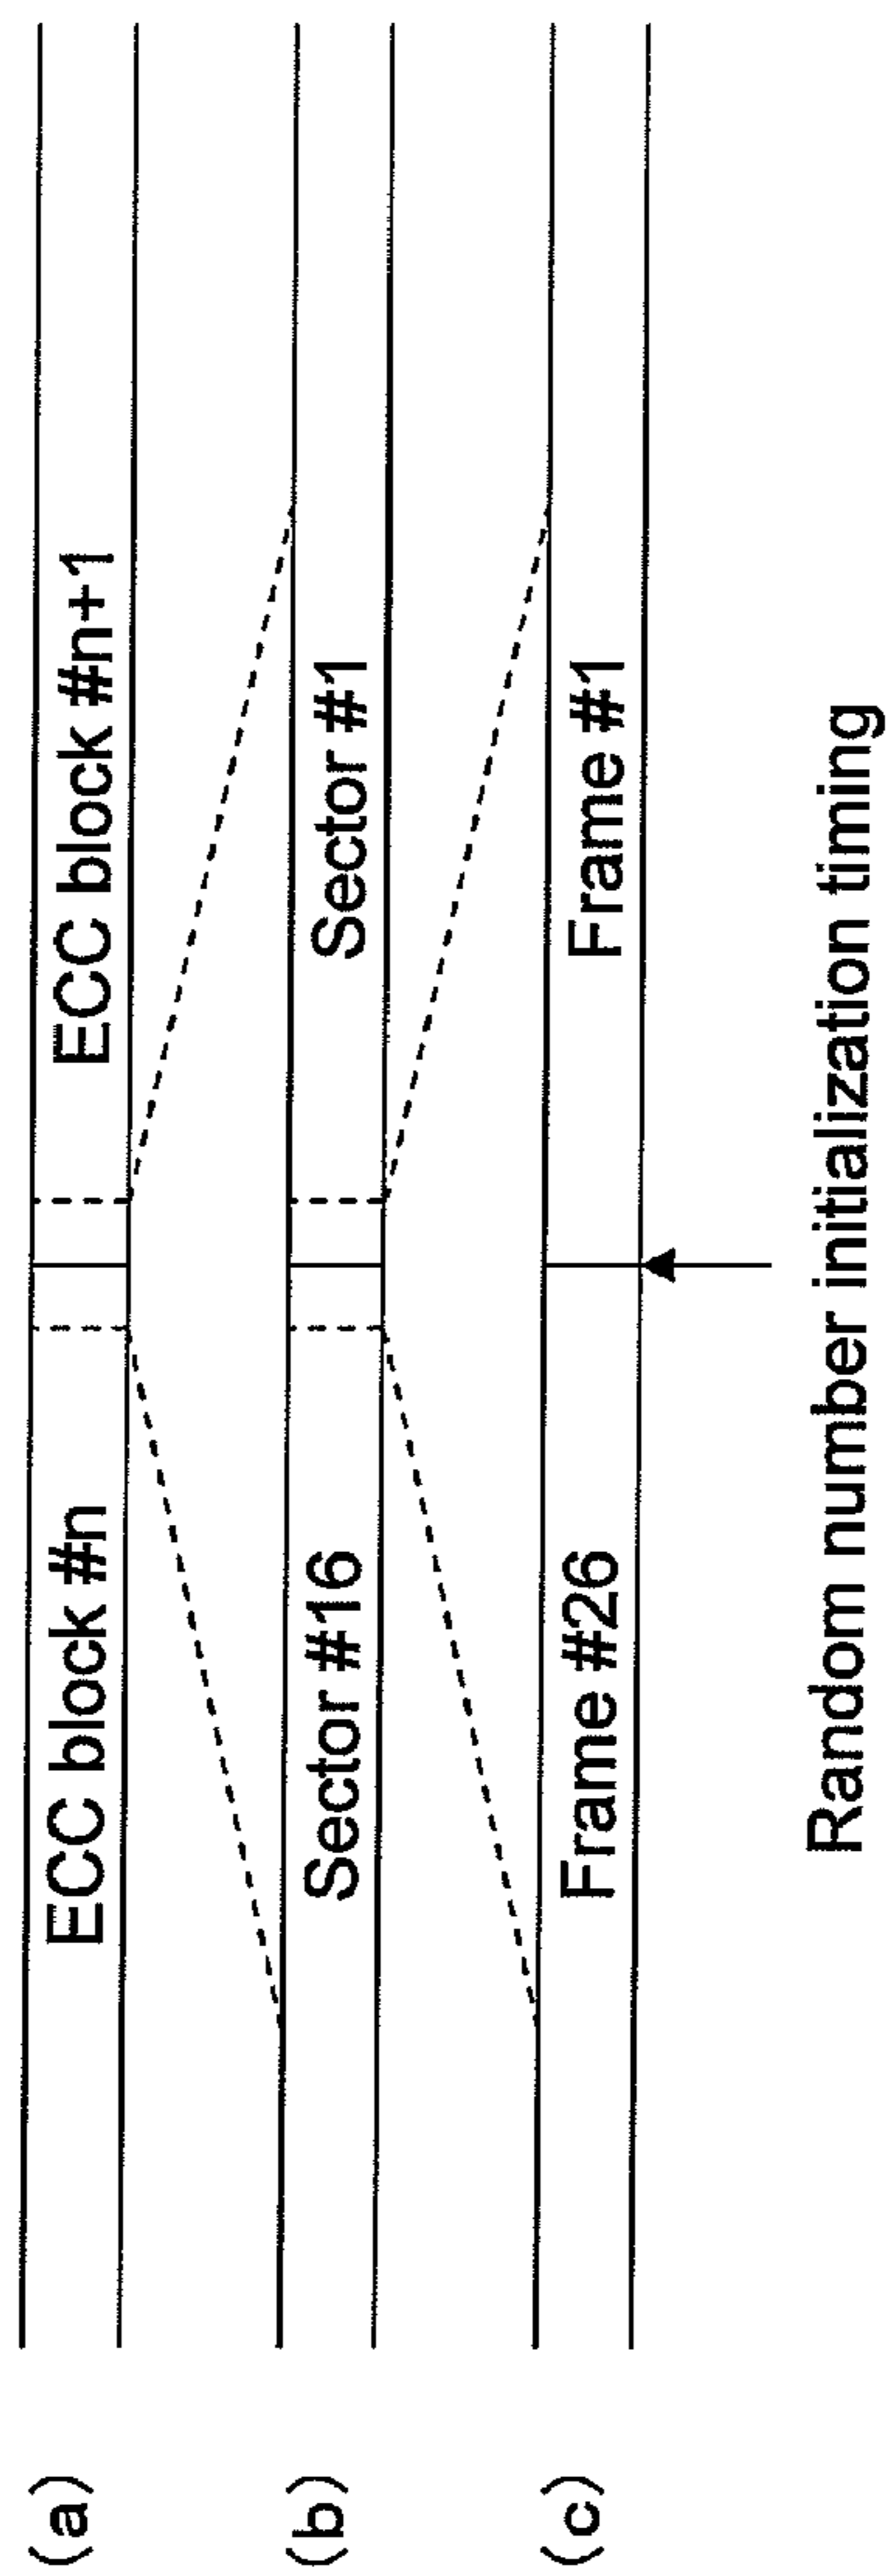 (a) ECC block #n ECC block #n+1
(b) Sector #16 Sector #1
(c) Frame #26 Frame #1
Random number initialization timing